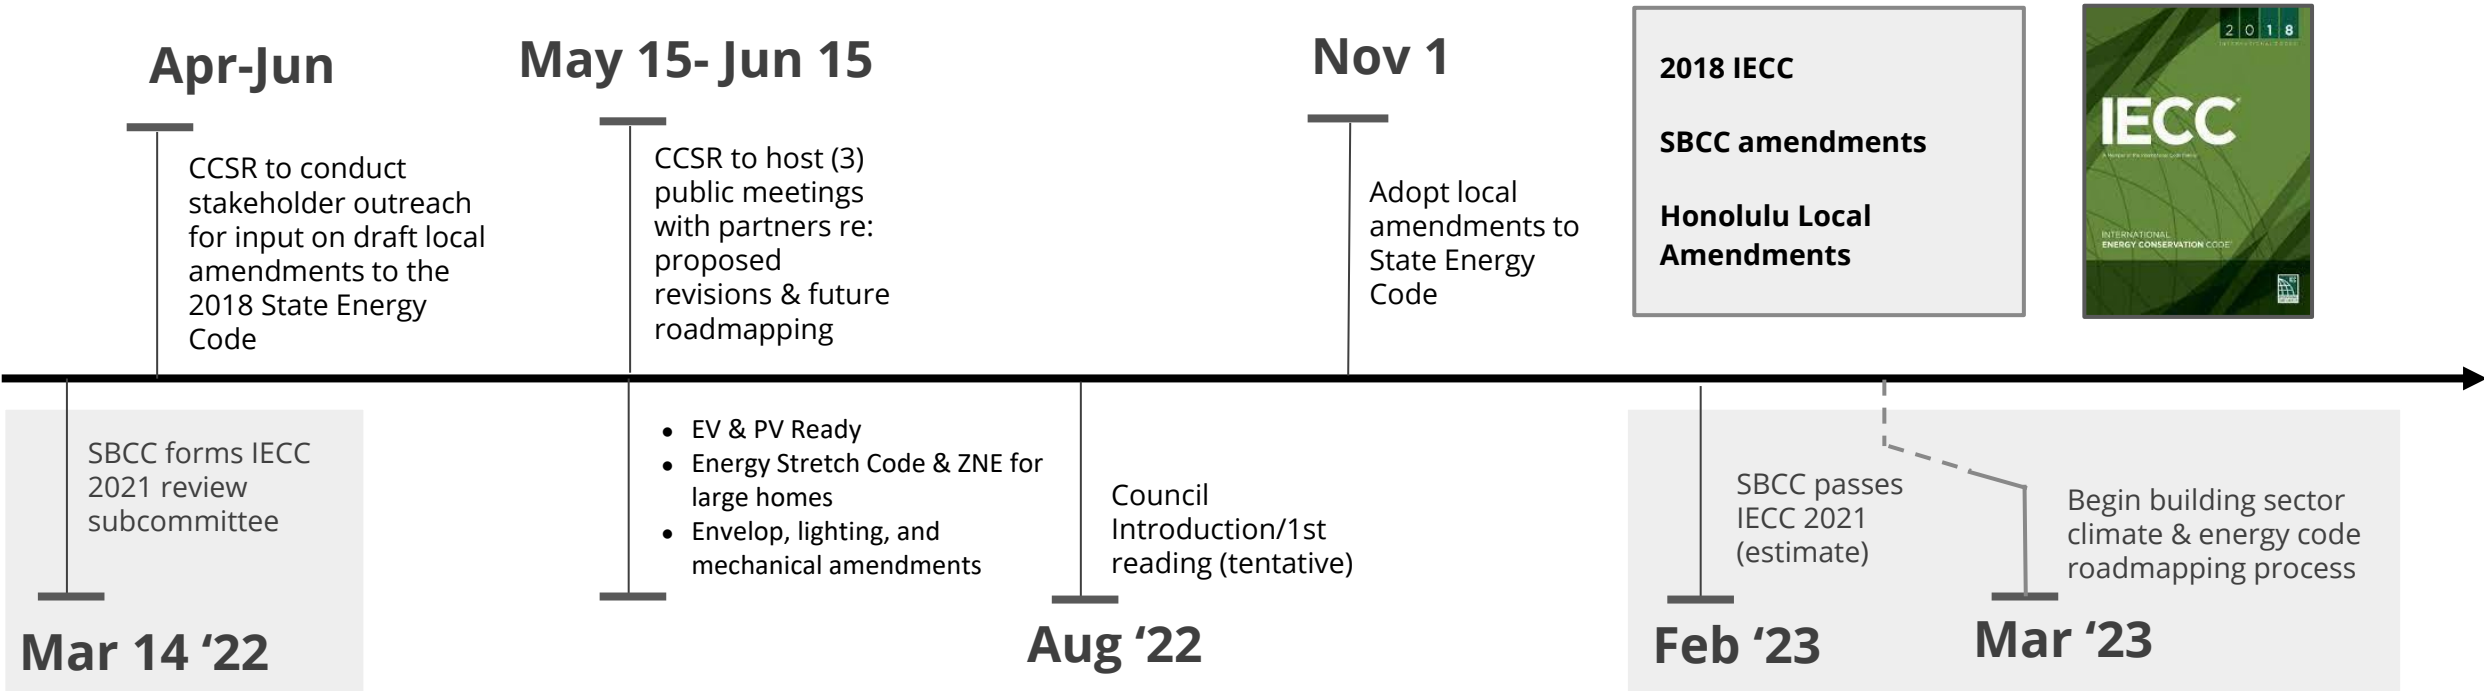 Apr-Jun
CCSR to conduct
stakeholder outreach
for input on draft local
amendments to the
2018 State Energy
Code
May 15- Jun 15
CCSR to host (3)
public meetings
with partners re:
proposed
revisions & future
roadmapping
Nov 1
Adopt local
amendments to
State Energy
Code
2018 IECC
SBCC amendments
Honolulu Local
Amendments
2018
IECC
INTERNATIONAL
ENERGY CONSERVATION CODE
SBCC forms IECC
2021 review
subcommittee
Mar 14 ‘22
● EV & PV Ready
● Energy Stretch Code & ZNE for
large homes
● Envelop, lighting, and
mechanical amendments
Council
Introduction/1st
reading (tentative)
Aug ‘22
SBCC passes
IECC 2021
(estimate)
Feb ‘23
Begin building sector
climate & energy code
roadmapping process
Mar ‘23